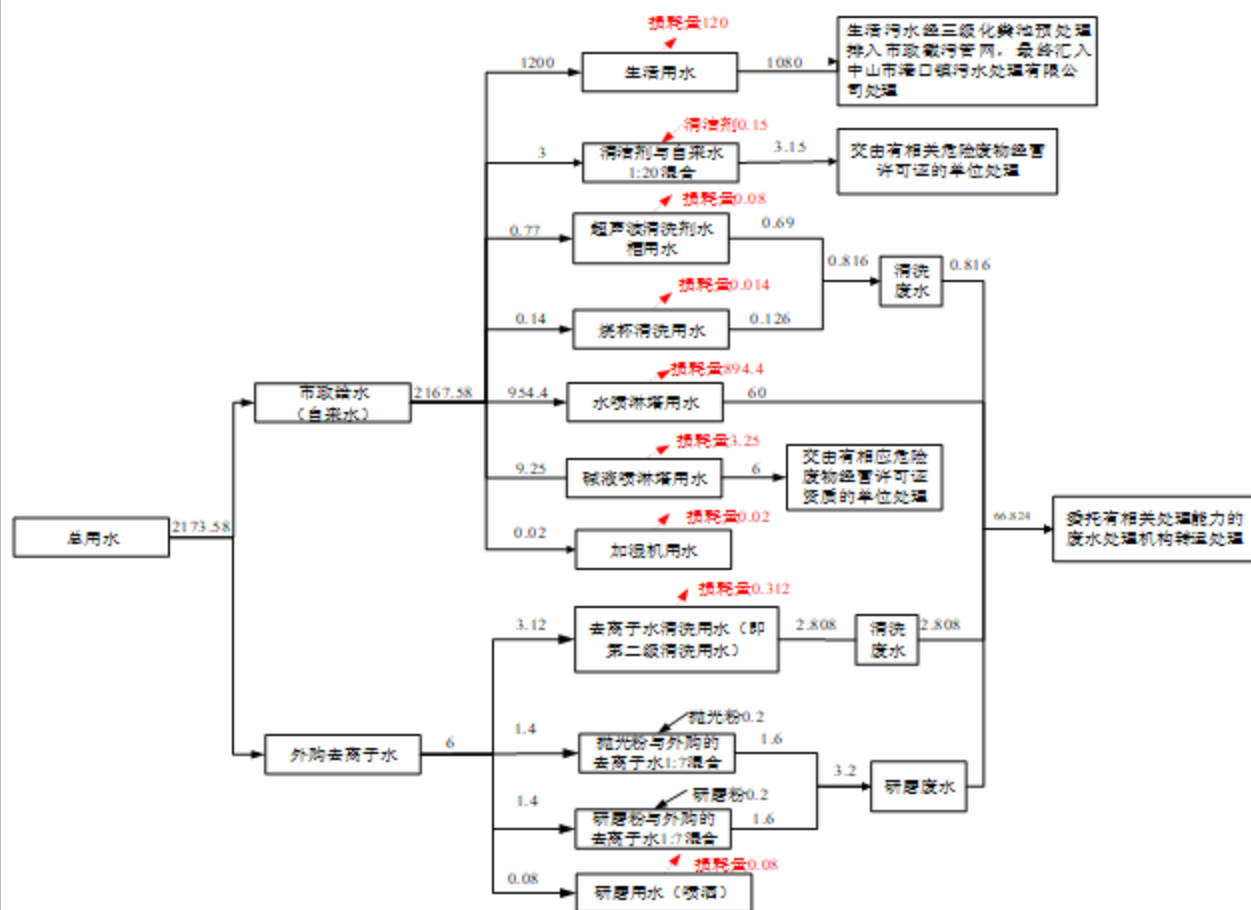 损耗量120
1200
生活用水
1080
生活污水经三级化粪池预处理
排入市政截污管网，最终汇入
中山市港口镇污水处理有限公
司处理
清洁剂0.15
3
清洁剂与自来水
1:20混合
3.15
交由有相关危险废物经营
许可证的单位处理
损耗量0.08
0.77
超声波清洗剂水
槽用水
0.69
0.816
清洗
废水
0.816
损耗量0.014
0.14
烧杯清洗用水
0.126
市政给水
（自来水）
2167.58
损耗量894.4
954.4
水喷淋塔用水
60
损耗量3.25
9.25
碱液喷淋塔用水
6
交由有相应危险
废物经营许可证
资质的单位处理
总用水
2173.58
损耗量0.02
0.02
加湿机用水
66.824
委托有相关处理能力的
废水处理机构转运处理
损耗量0.312
3.12
去离子水清洗用水（即
第二级清洗用水）
2.808
清洗
废水
2.808
外购去离子水
6
抛光粉0.2
1.4
抛光粉与外购的
去离子水1:7混合
1.6
3.2
研磨废水
研磨粉0.2
1.4
研磨粉与外购的
去离子水1:7混合
1.6
损耗量0.08
0.08
研磨用水（喷洒）